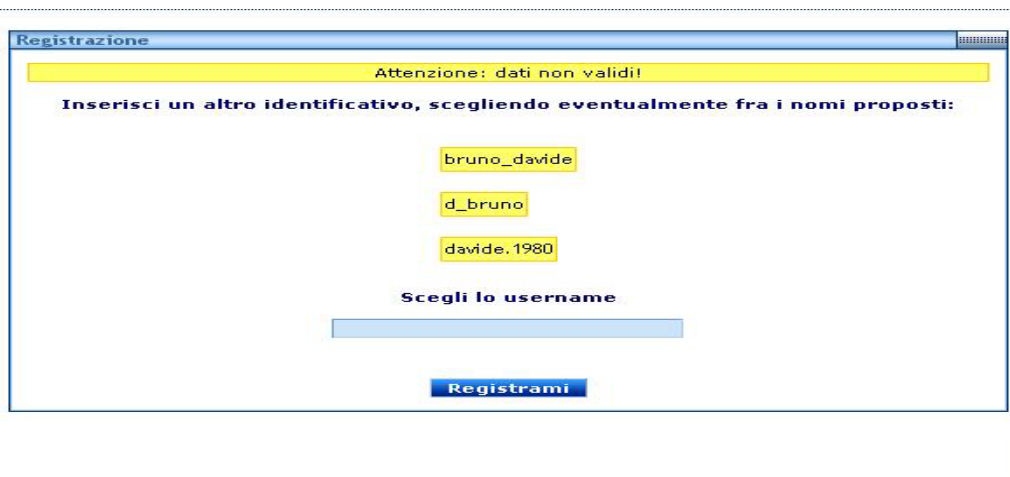 Registrazione
Attenzione: dati non validi!
Inserisci un altro identificativo, scegliendo eventualmente fra i nomi proposti:
bruno_davide
d_bruno
davide.1980
Scegli lo username
Registrami